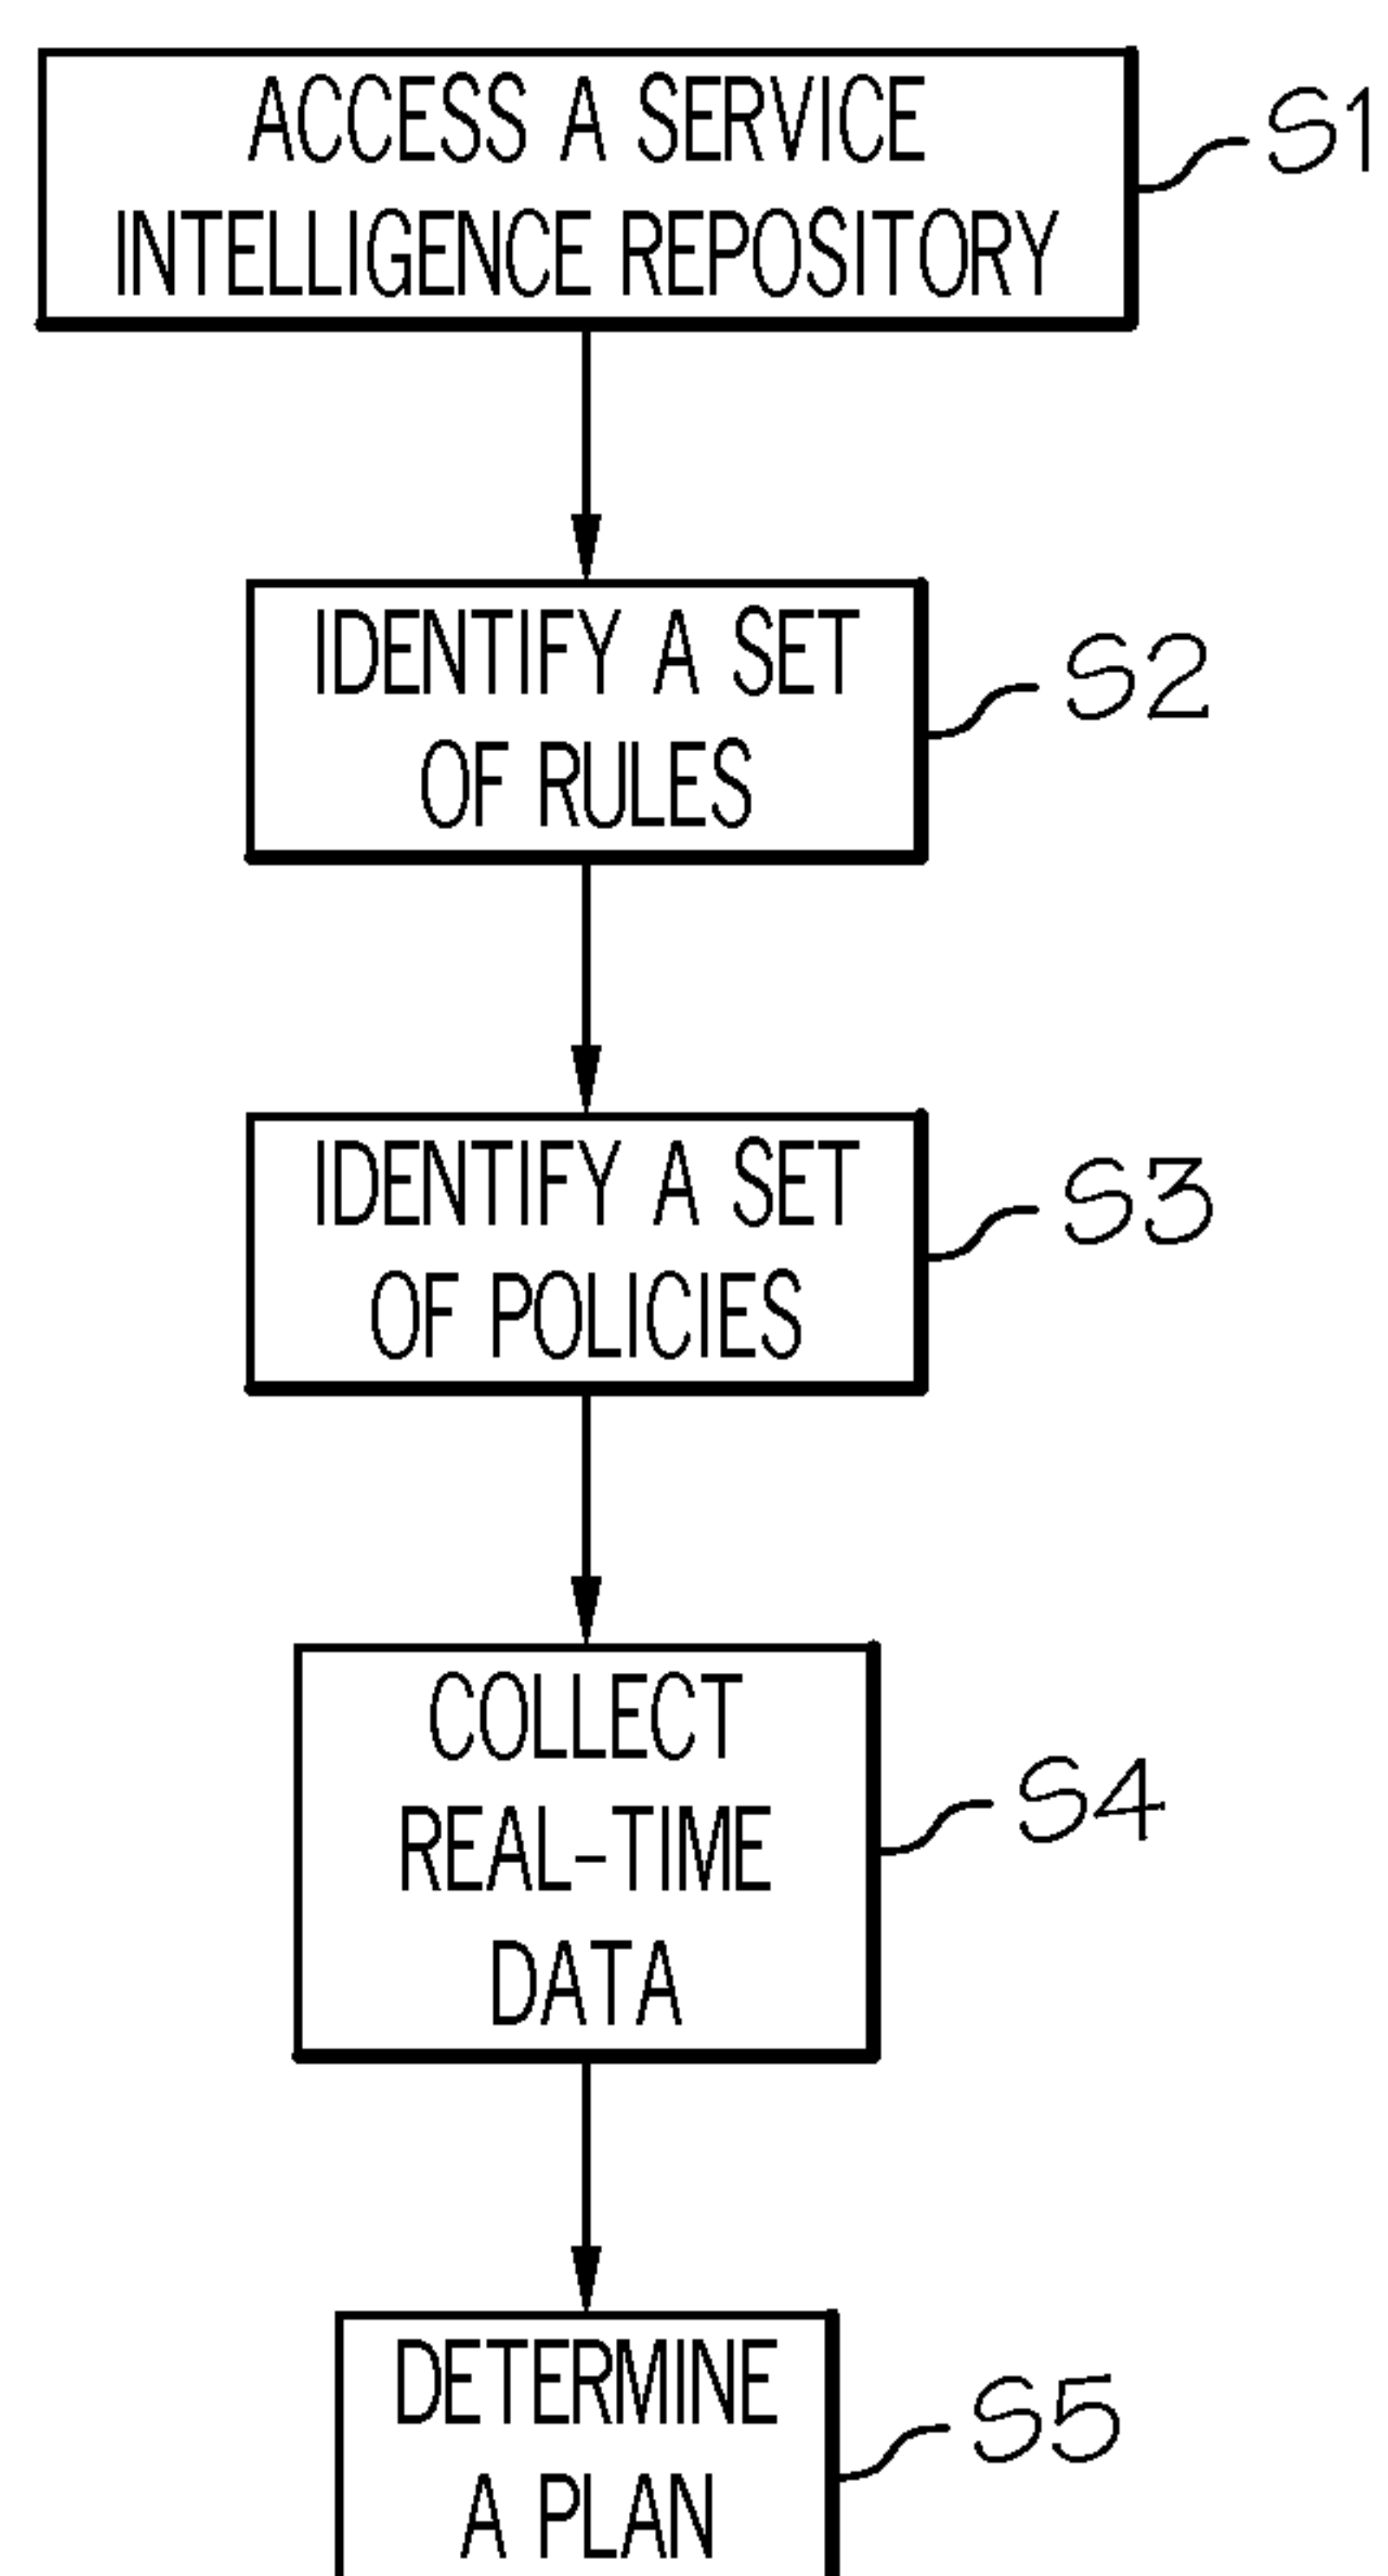 ACCESS A SERVICE
INTELLIGENCE REPOSITORY
S1
IDENTIFY A SET
OF RULES
S2
IDENTIFY A SET
OF POLICIES
S3
COLLECT
REAL-TIME
DATA
S4
DETERMINE
A PLAN
S5